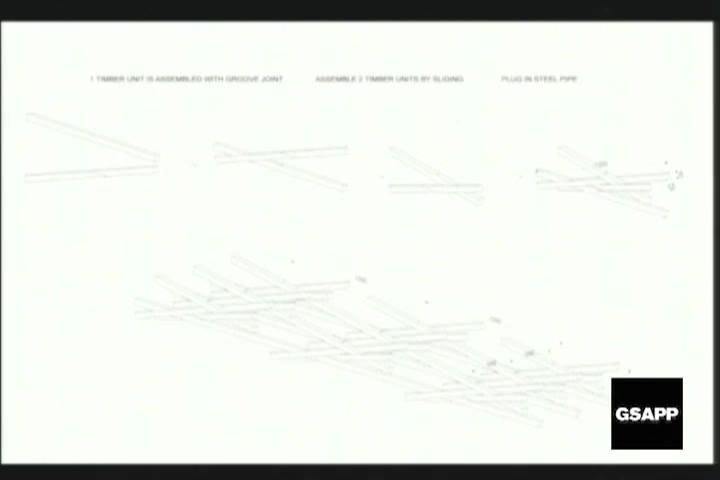 1 TIMBER UNIT IS ASSEMBLED WITH GROOVE JOINT
ASSEMBLE 2 TIMBER UNITS BY SLIDING
PLUG IN STEEL PIPE
GSAPP